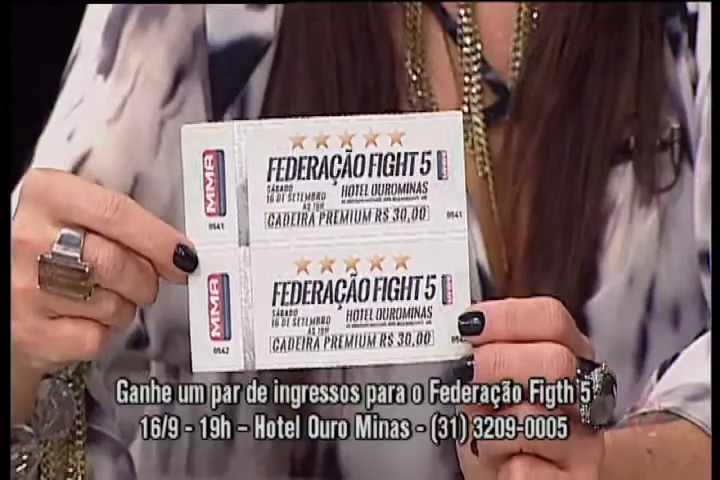 MMA
0541
FEDERAÇÃO FIGHT 5
SÁBADO
16 DE SETEMBRO
ÀS 19H
HOTEL OUROMINAS
CADEIRA PREMIUM R$ 30,00
0541
MMA
0542
FEDERAÇÃO FIGHT 5
SÁBADO
16 DE SETEMBRO
ÀS 19H
HOTEL OUROMINAS
CADEIRA PREMIUM R$ 30,00
Ganhe um par de ingressos para o Federação Figth 5
16/9 - 19h - Hotel Ouro Minas - (31) 3209-0005